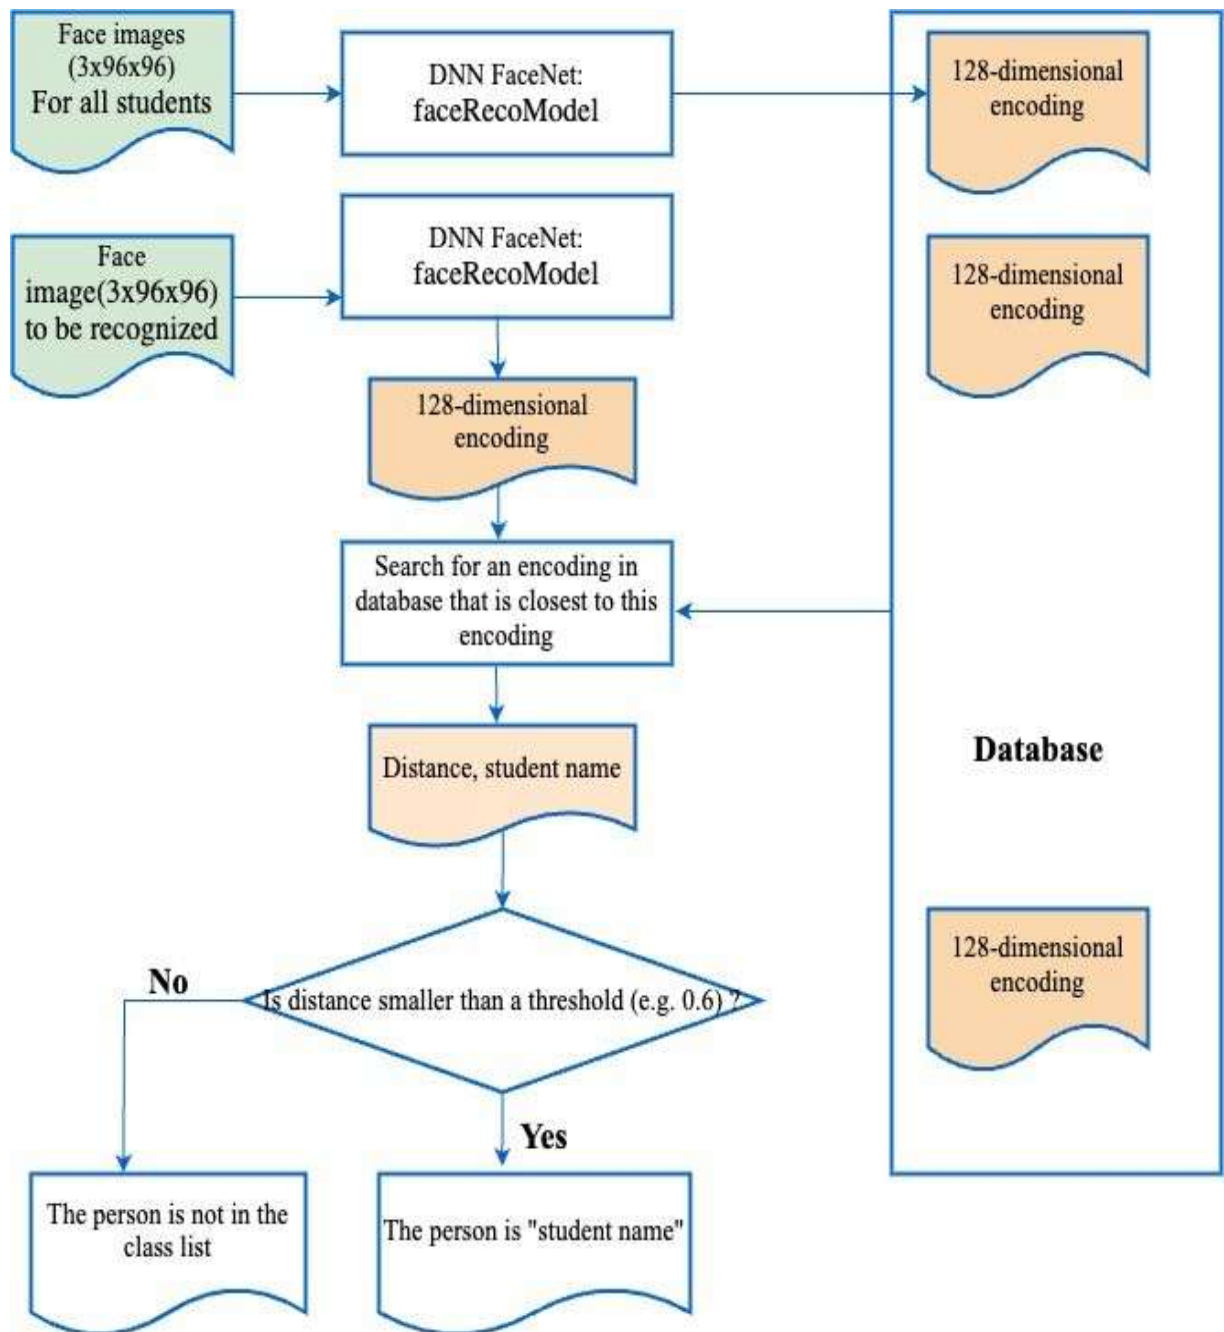 Face images
(3x96x96)
For all students
DNN FaceNet:
faceRecoModel
128-dimensional
encoding
Face
image(3x96x96)
to be recognized
DNN FaceNet:
faceRecoModel
128-dimensional
encoding
128-dimensional
encoding
Search for an encoding in
database that is closest to this
encoding
Distance, student name
Database
128-dimensional
encoding
Is distance smaller than a threshold (e.g. 0.6) ?
No
Yes
The person is not in the
class list
The person is "student name"